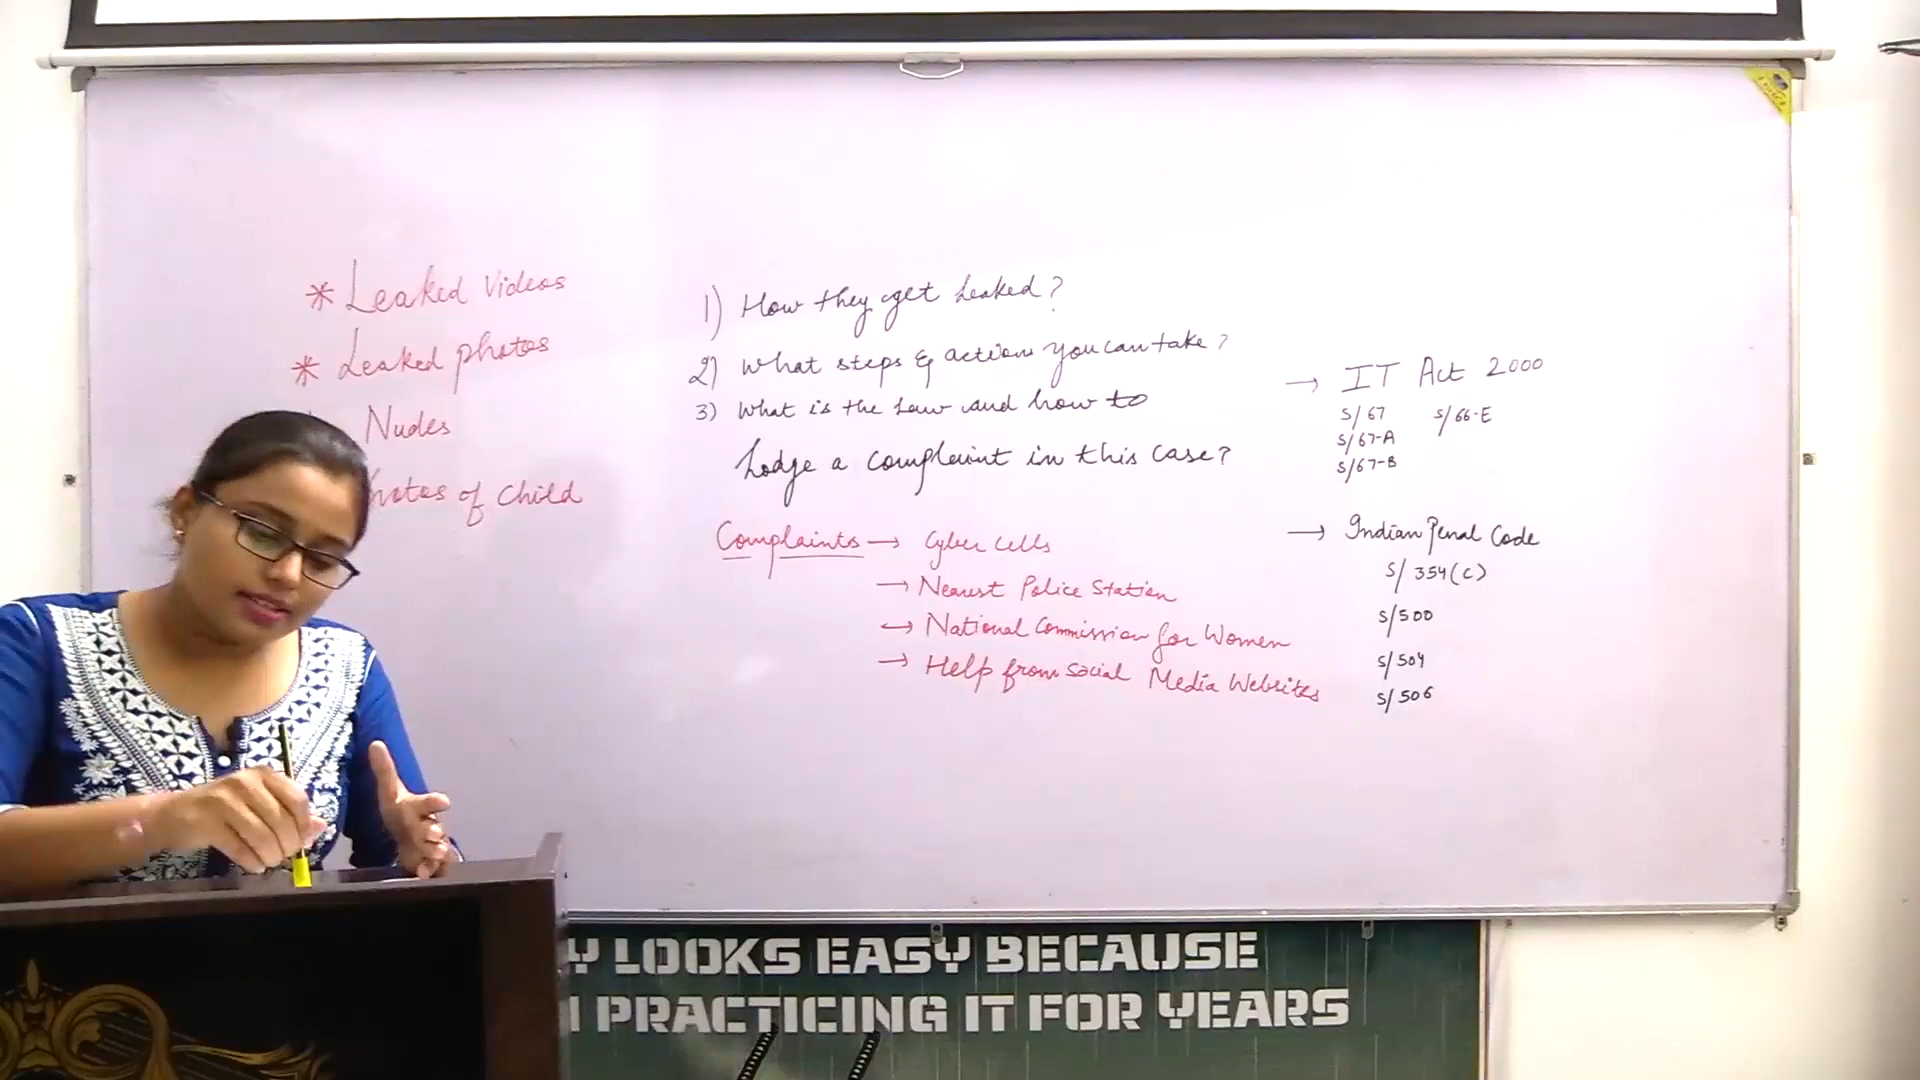 * Leaked Videos
* Leaked photos
Nudes
of child
1) How they get Leaked?
2) What steps & actions you can take?
3) What is the Law and how to
Lodge a complaint in this case?
Complaints → Cyber Cells
→ Nearest Police Station
→ National Commission for Women
→ Help from social Media Websites
→ IT Act 2000
S/67 S/66-E
S/67-A
S/67-B
→ Indian Penal Code
S/354(C)
S/500
S/504
S/506
Y LOOKS EASY BECAUSE
PRACTICING IT FOR YEARS